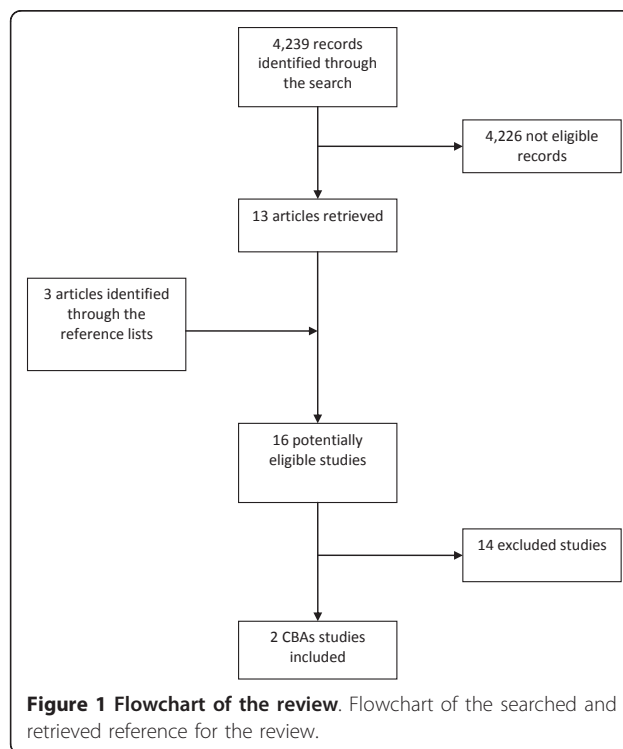 4,239 records
identified through
the search
4,226 not eligible
records
13 articles retrieved
3 articles identified
through the
reference lists
16 potentially
eligible studies
14 excluded studies
2 CBAs studies
included
Figure 1 Flowchart of the review. Flowchart of the searched and
retrieved reference for the review.